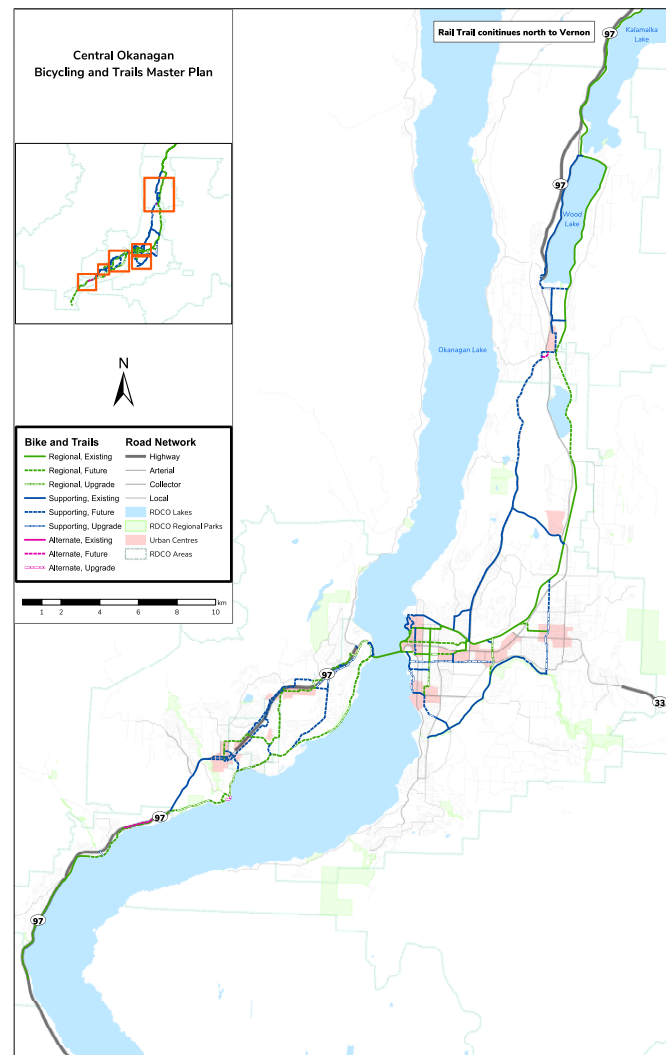 Central Okanagan
Bicycling and Trails Master Plan
N
Bike and Trails
Regional, Existing
Regional, Future
Regional, Upgrade
Supporting, Existing
Supporting, Future
Supporting, Upgrade
Alternate, Existing
Alternate, Future
Alternate, Upgrade
Road Network
Highway
Arterial
Collector
Local
RDCO Lakes
RDCO Regional Parks
Urban Centres
RDCO Areas
km
1 2 4 6 8 10
Rail Trail conitinues north to Vernon
97
Kalamalka
Lake
97
Wood
Lake
Okanagan Lake
97
33
97
97